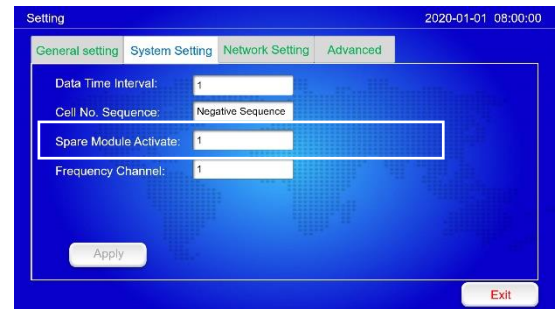 Setting 2020-01-01 08:00:00
General setting System Setting Network Setting Advanced
Data Time Interval: 1
Cell No. Sequence: Negative Sequence
Spare Module Activate: 1
Frequency Channel: 1
Apply
Exit